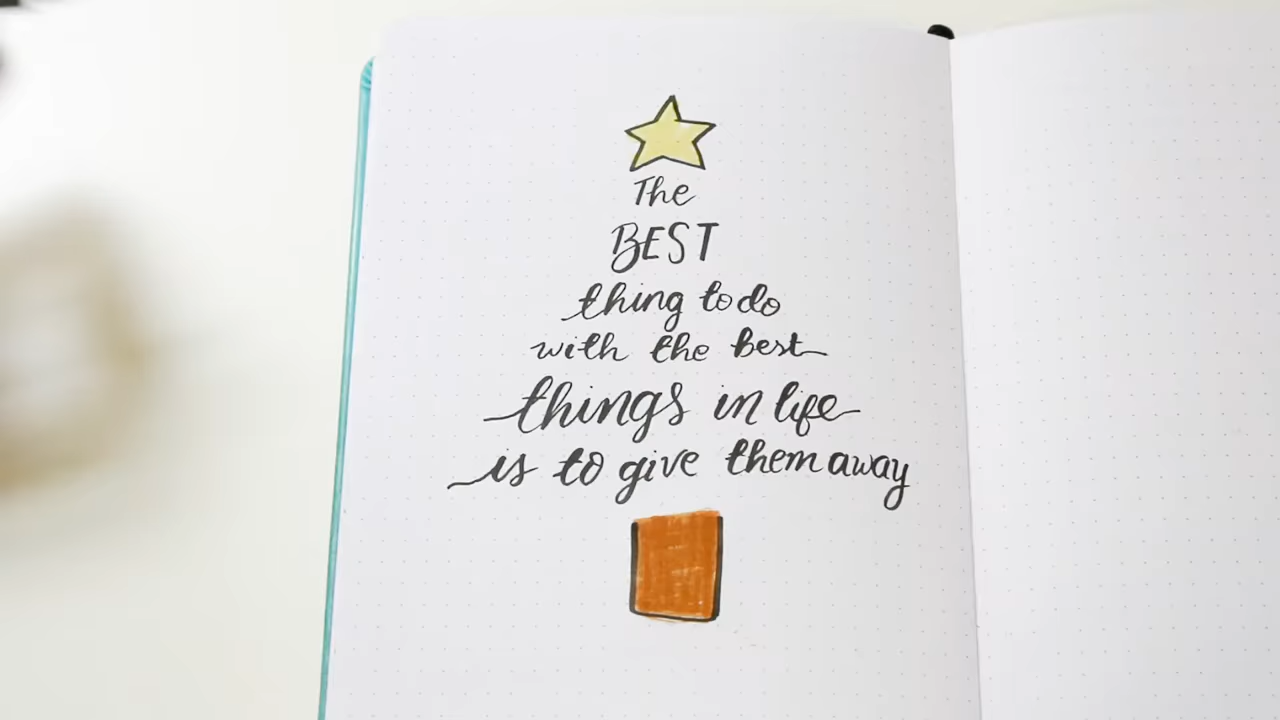 The
BEST
thing to do
with the best
things in life
is to give them away